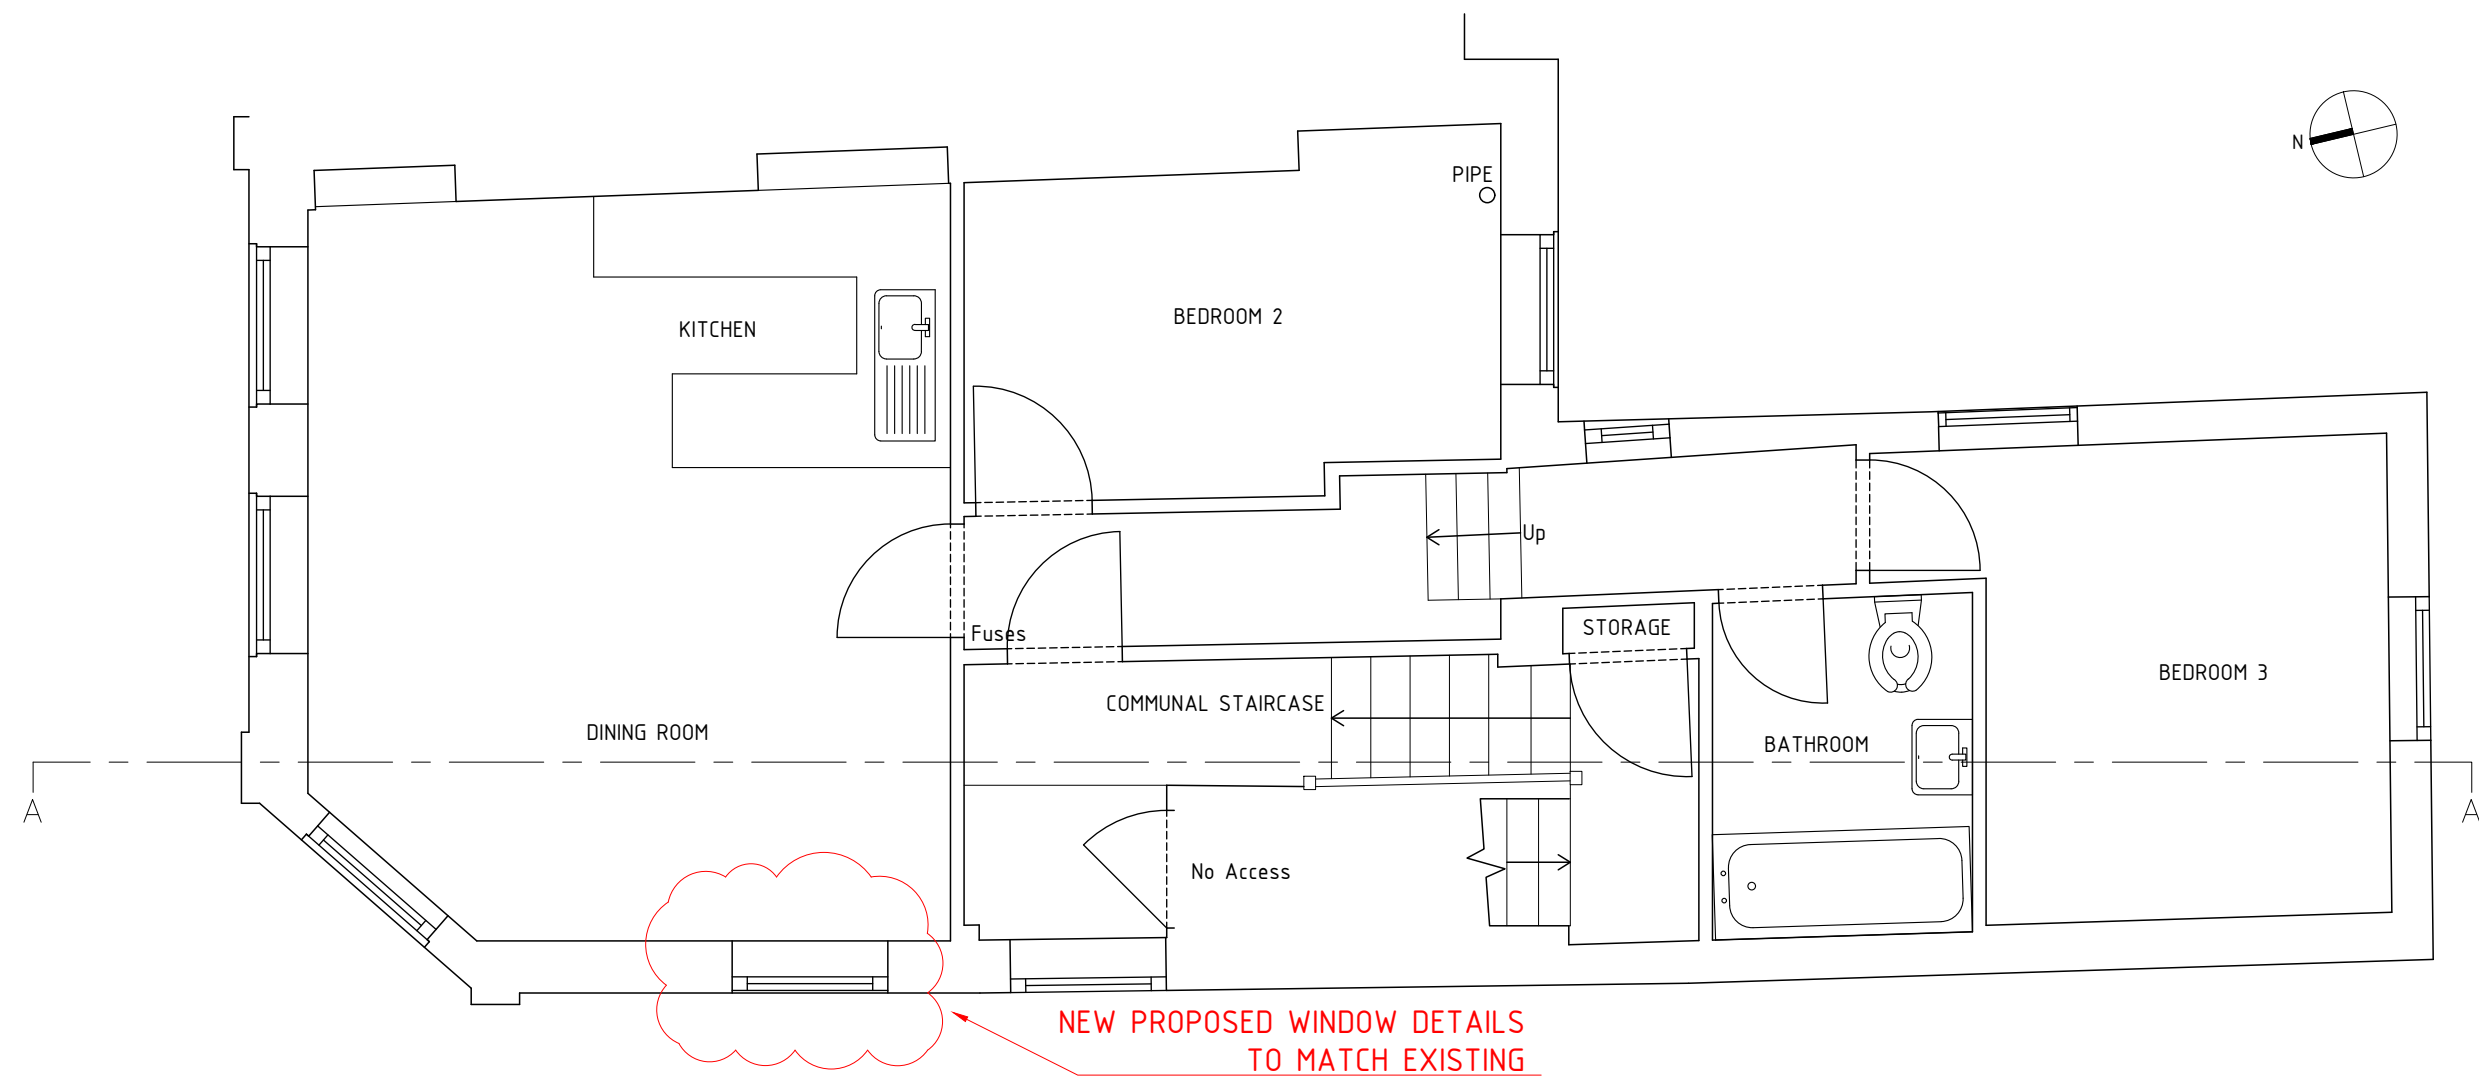 N
PIPE
BEDROOM 2
KITCHEN
Up
Fuses
STORAGE
BEDROOM 3
COMMUNAL STAIRCASE
DINING ROOM
BATHROOM
A
A
No Access
NEW PROPOSED WINDOW DETAILS
TO MATCH EXISTING